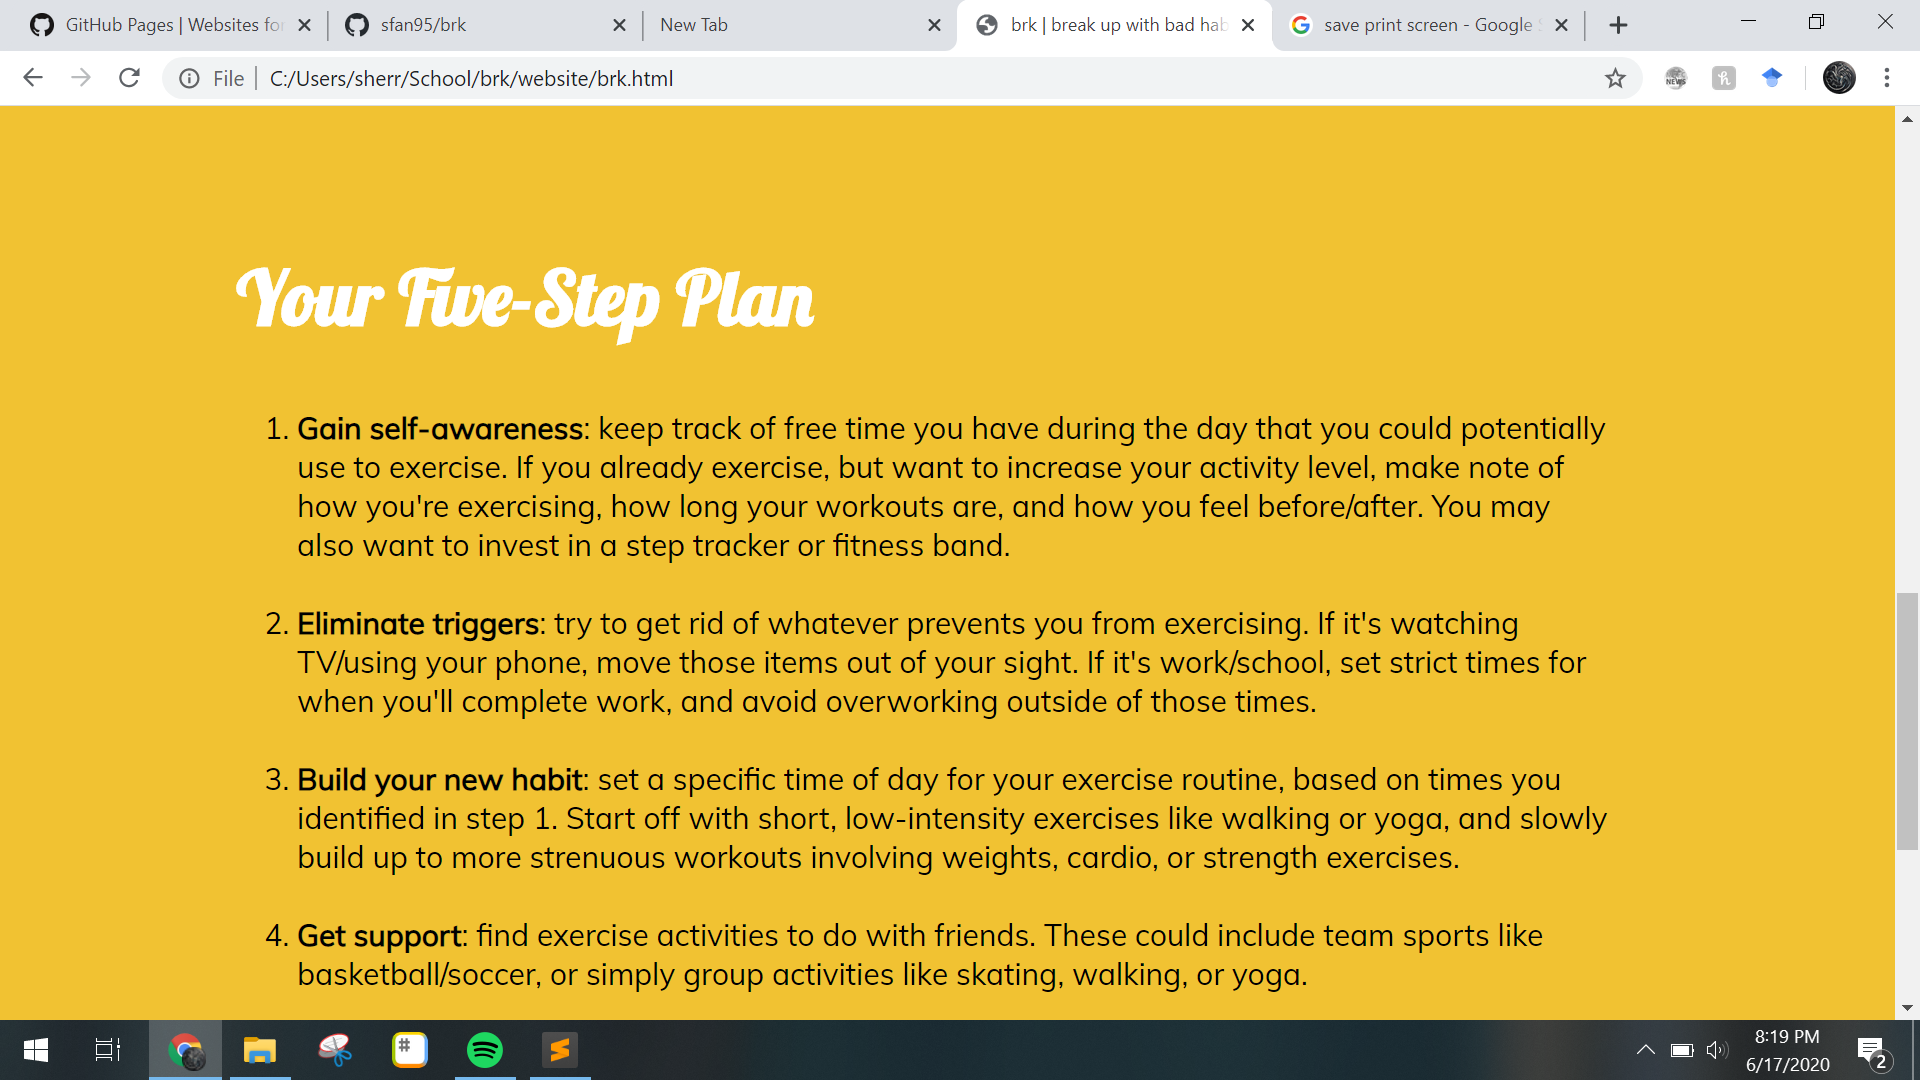 GitHub Pages | Websites for
sfan95/brk
New Tab
brk | break up with bad hab
save print screen - Google S
File
C:/Users/sherr/School/brk/website/brk.html
NEWS
h
Your Five-Step Plan
1. Gain self-awareness: keep track of free time you have during the day that you could potentially
use to exercise. If you already exercise, but want to increase your activity level, make note of
how you're exercising, how long your workouts are, and how you feel before/after. You may
also want to invest in a step tracker or fitness band.
2. Eliminate triggers: try to get rid of whatever prevents you from exercising. If it's watching
TV/using your phone, move those items out of your sight. If it's work/school, set strict times for
when you'll complete work, and avoid overworking outside of those times.
3. Build your new habit: set a specific time of day for your exercise routine, based on times you
identified in step 1. Start off with short, low-intensity exercises like walking or yoga, and slowly
build up to more strenuous workouts involving weights, cardio, or strength exercises.
4. Get support: find exercise activities to do with friends. These could include team sports like
basketball/soccer, or simply group activities like skating, walking, or yoga.
#
8:19 PM
6/17/2020
2